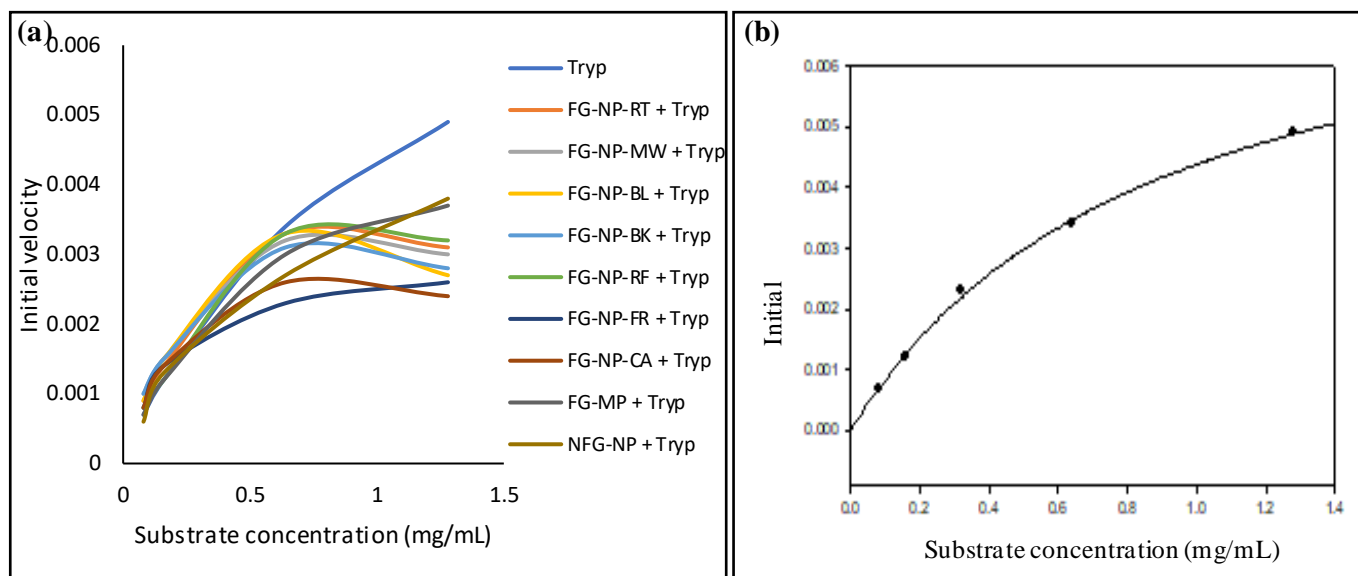 (a)
0.006
0.005
0.004
0.003
0.002
0.001
0
Initial velocity
0
0.5
1
1.5
Substrate concentration (mg/mL)
Tryp
FG-NP-RT + Tryp
FG-NP-MW + Tryp
FG-NP-BL + Tryp
FG-NP-BK + Tryp
FG-NP-RF + Tryp
FG-NP-FR + Tryp
FG-NP-CA + Tryp
FG-MP + Tryp
NFG-NP + Tryp
(b)
0.006
0.005
0.004
0.003
0.002
0.001
0.000
Initial
0.0
0.2
0.4
0.6
0.8
1.0
1.2
1.4
Substrate concentration (mg/mL)